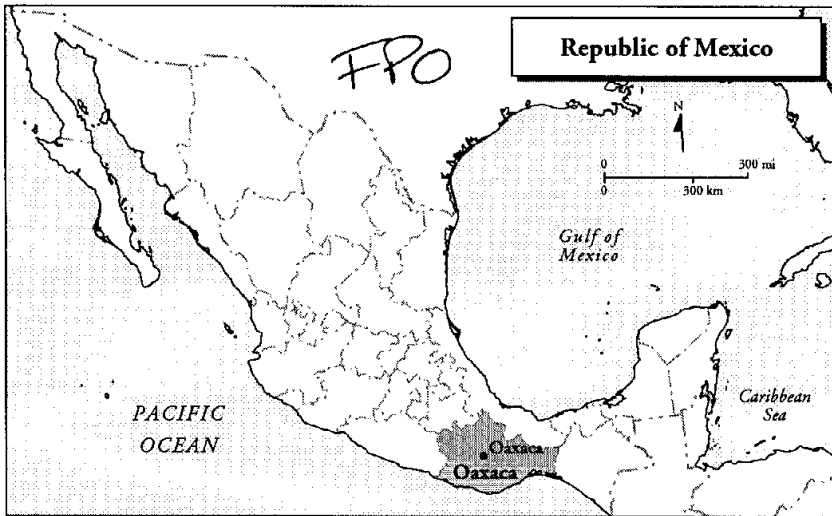 FPO
Republic of Mexico
N
0 300 mi
0 300 km
Gulf of
Mexico
PACIFIC
OCEAN
Caribbean
Sea
Oaxaca
Oaxaca